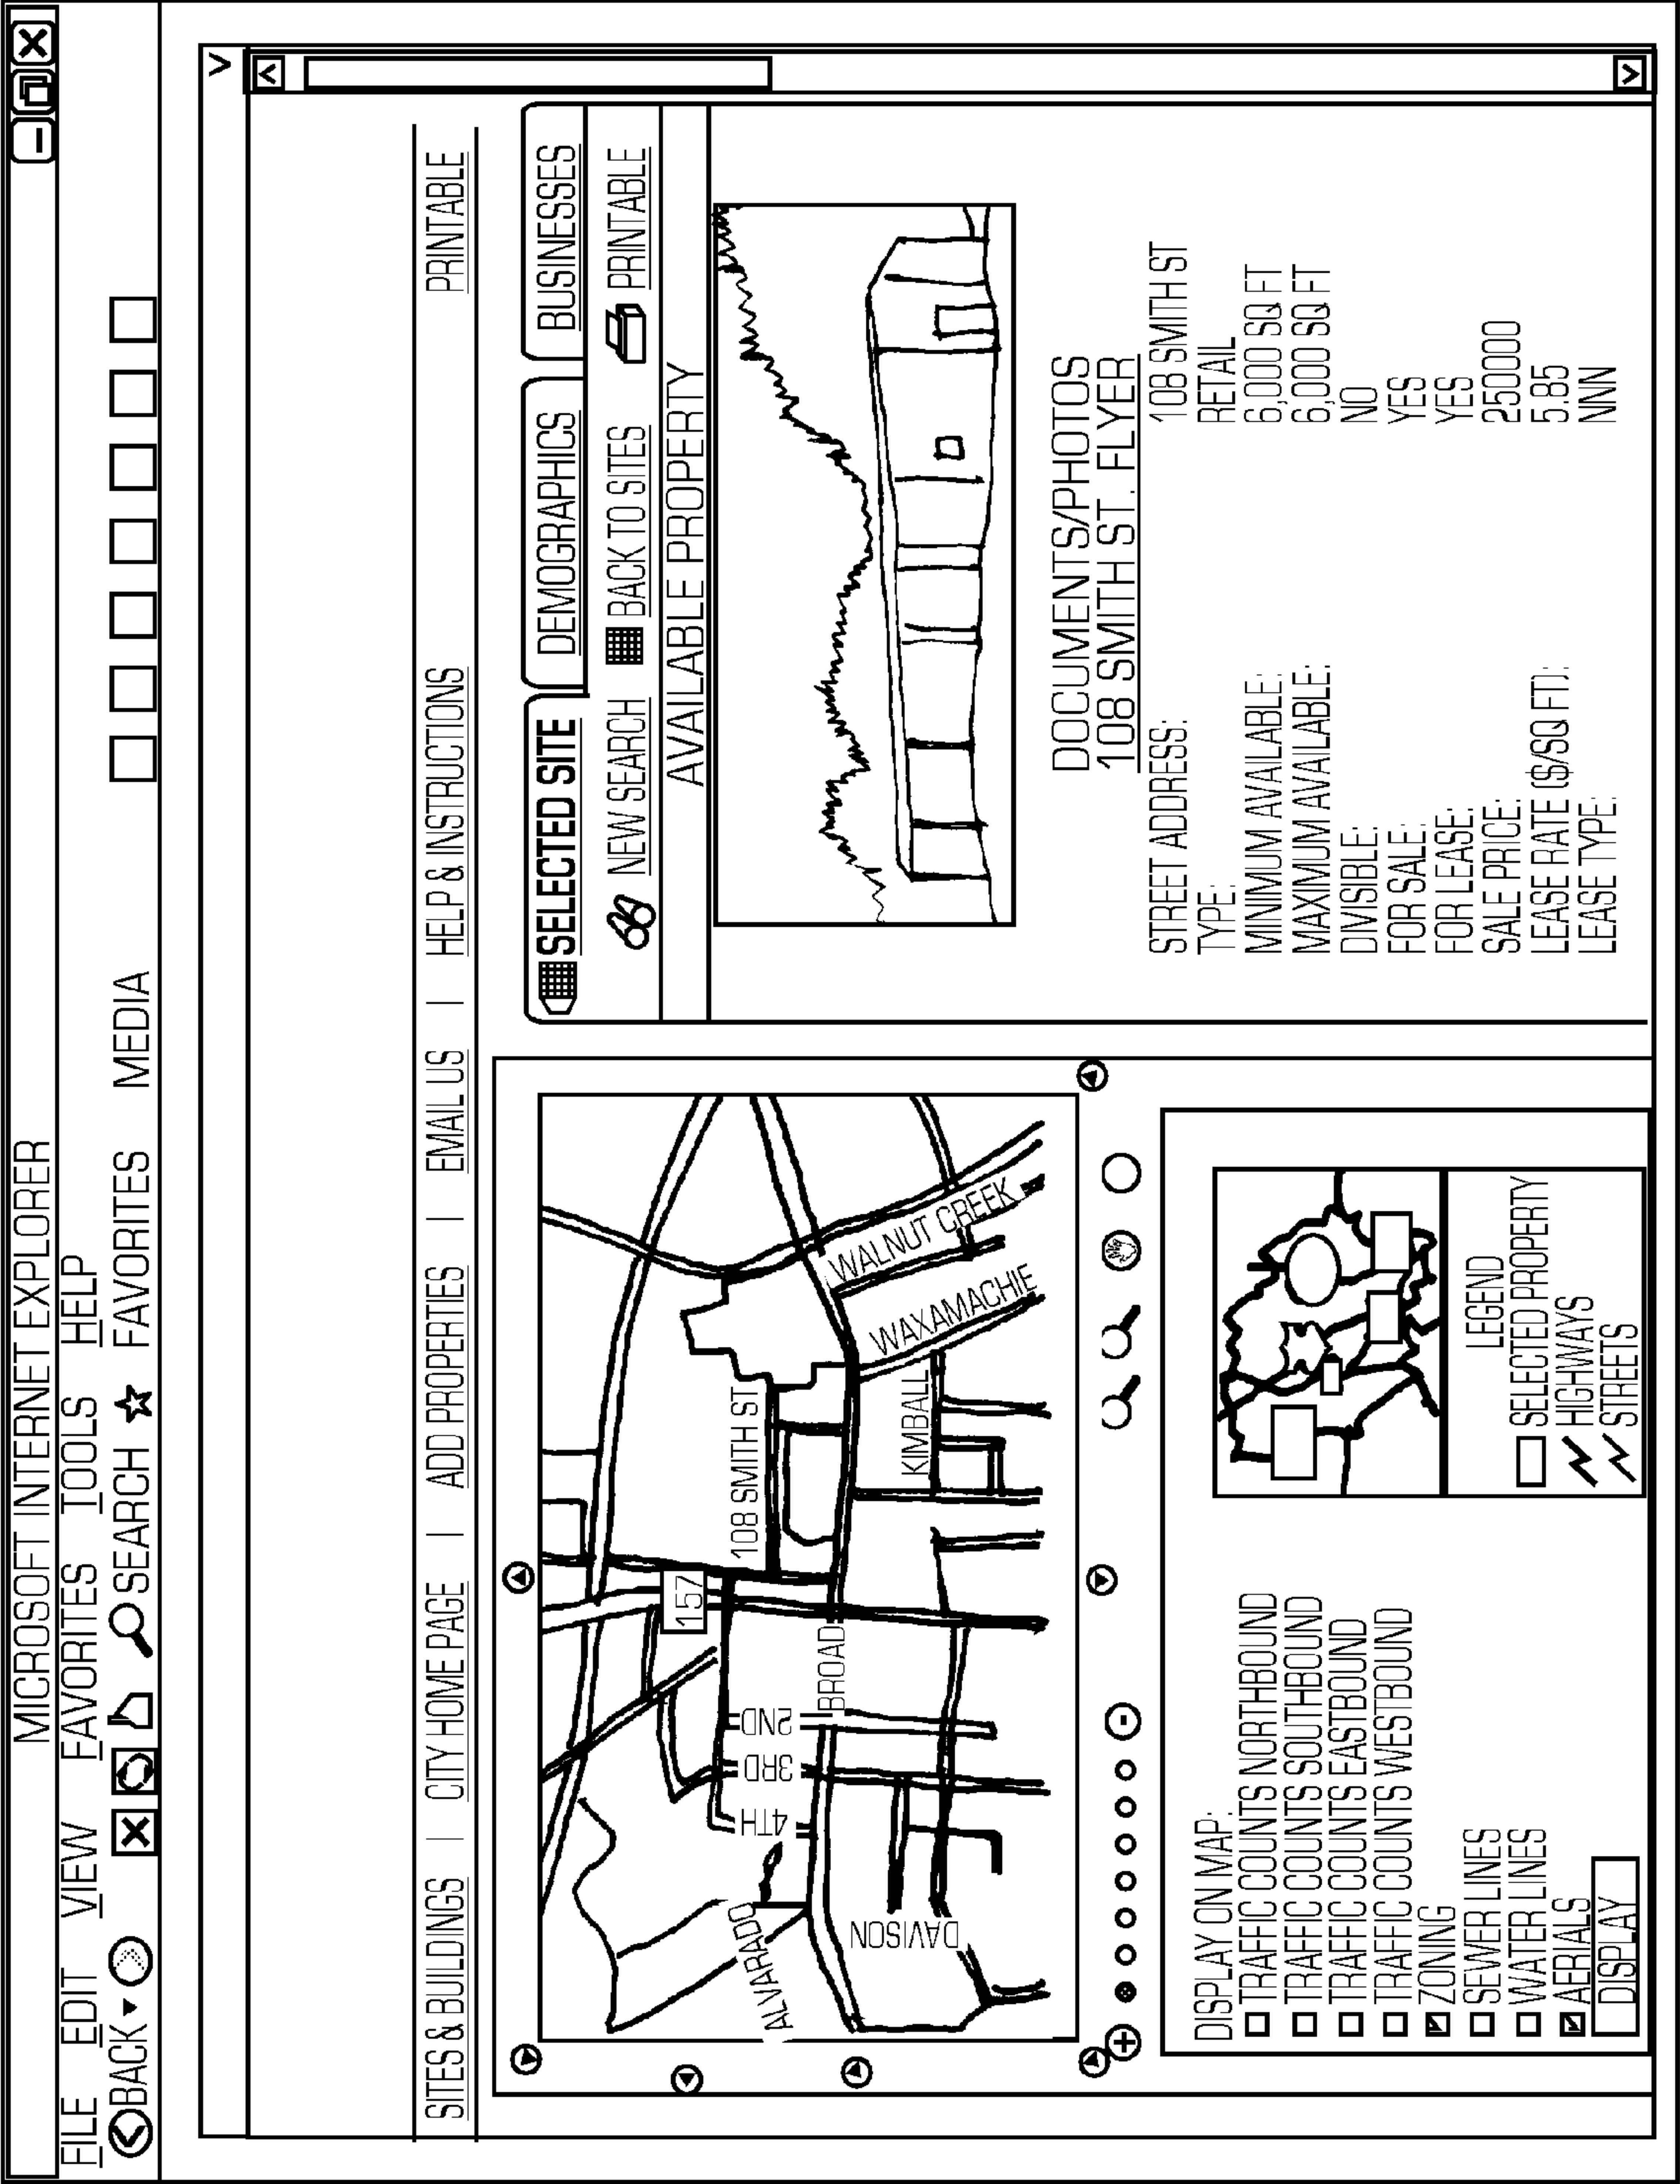 MICROSOFT INTERNET EXPLORER
FILE EDIT VIEW FAVORITES TOOLS HELP
BACK SEARCH FAVORITES MEDIA
SITES & BUILDINGS | CITY HOME PAGE | ADD PROPERTIES | EMAIL US | HELP & INSTRUCTIONS PRINTABLE
157
108 SMITH ST
ALVARADO
4TH
3RD
2ND
BROAD
WALNUT CREEK
WAXAMACHIE
DAVISON
KIMBALL
DISPLAY ON MAP:
TRAFFIC COUNTS NORTHBOUND
TRAFFIC COUNTS SOUTHBOUND
TRAFFIC COUNTS EASTBOUND
TRAFFIC COUNTS WESTBOUND
ZONING
SEWER LINES
WATER LINES
AERIALS
DISPLAY
LEGEND
SELECTED PROPERTY
HIGHWAYS
STREETS
SELECTED SITE DEMOGRAPHICS BUSINESSES
NEW SEARCH BACK TO SITES PRINTABLE
AVAILABLE PROPERTY
DOCUMENTS/PHOTOS
108 SMITH ST. FLYER
STREET ADDRESS: 108 SMITH ST
TYPE: RETAIL
MINIMUM AVAILABLE: 6,000 SQ FT
MAXIMUM AVAILABLE: 6,000 SQ FT
DIVISIBLE: NO
FOR SALE: YES
FOR LEASE: YES
SALE PRICE: 250000
LEASE RATE ($/SQ FT): 5.85
LEASE TYPE: NNN